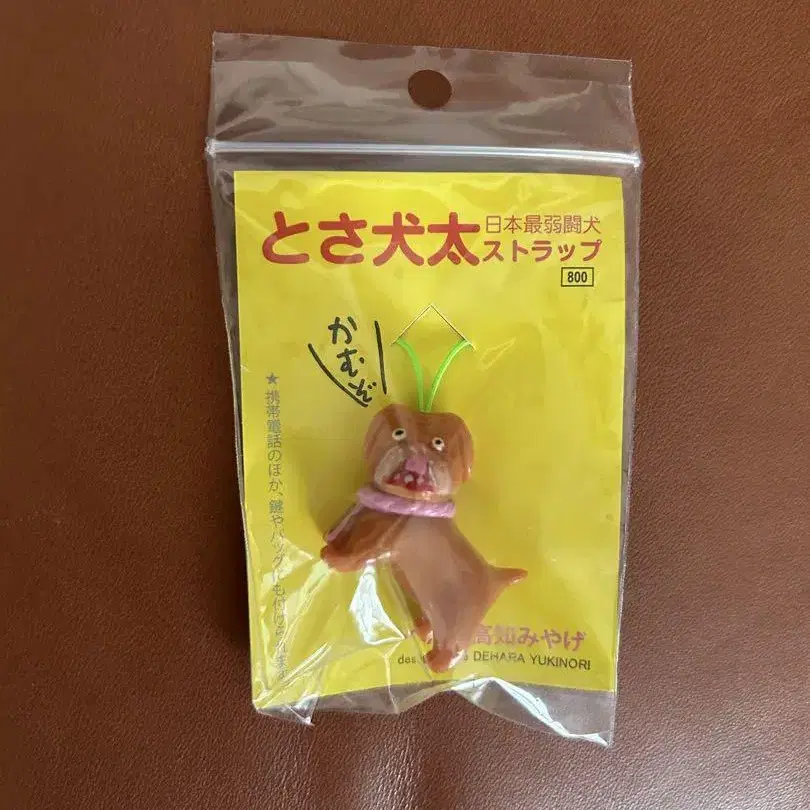 とさ犬太
日本最弱闘犬
ストラップ
800
かむぞ
★携帯電話のほか、鍵やバッグにも付けられます
高知みやげ
des DEHARA YUKINORI